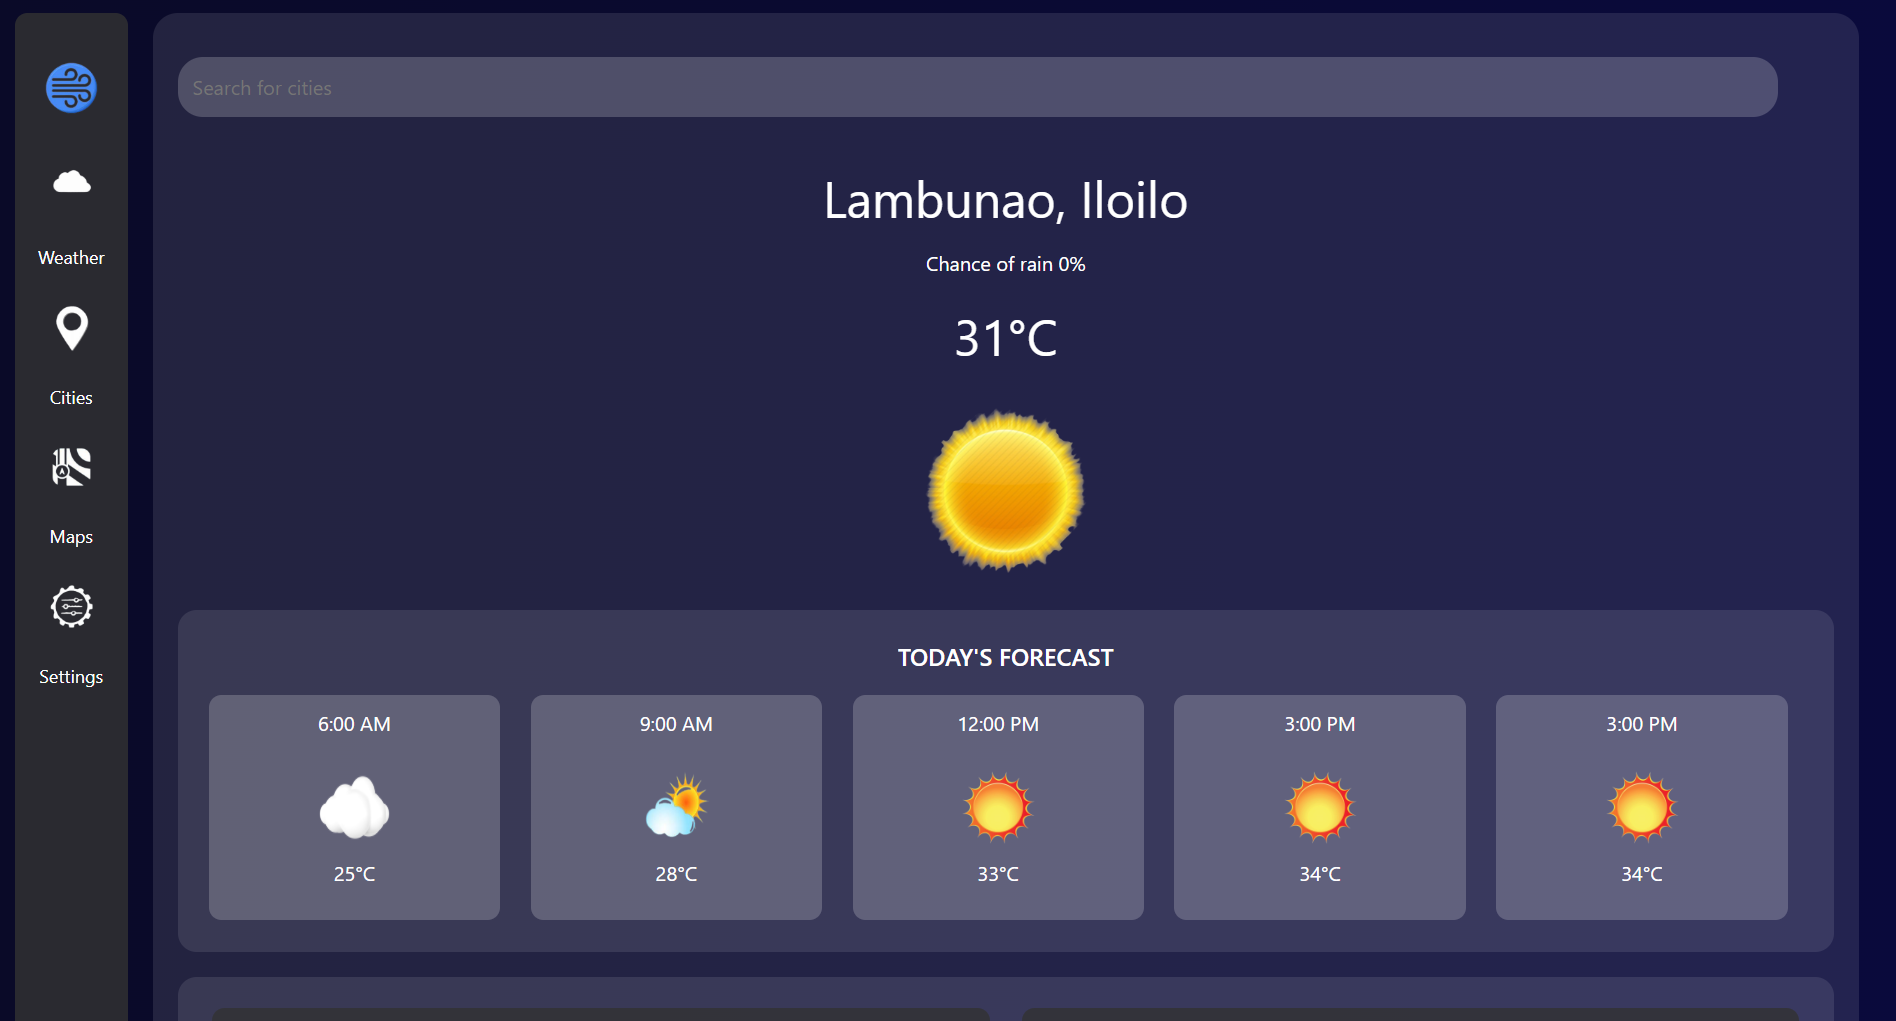 Search for cities
Lambunao, Iloilo
Chance of rain 0%
31°C
Weather
Cities
Maps
Settings
TODAY'S FORECAST
6:00 AM
25°C
9:00 AM
28°C
12:00 PM
33°C
3:00 PM
34°C
3:00 PM
34°C